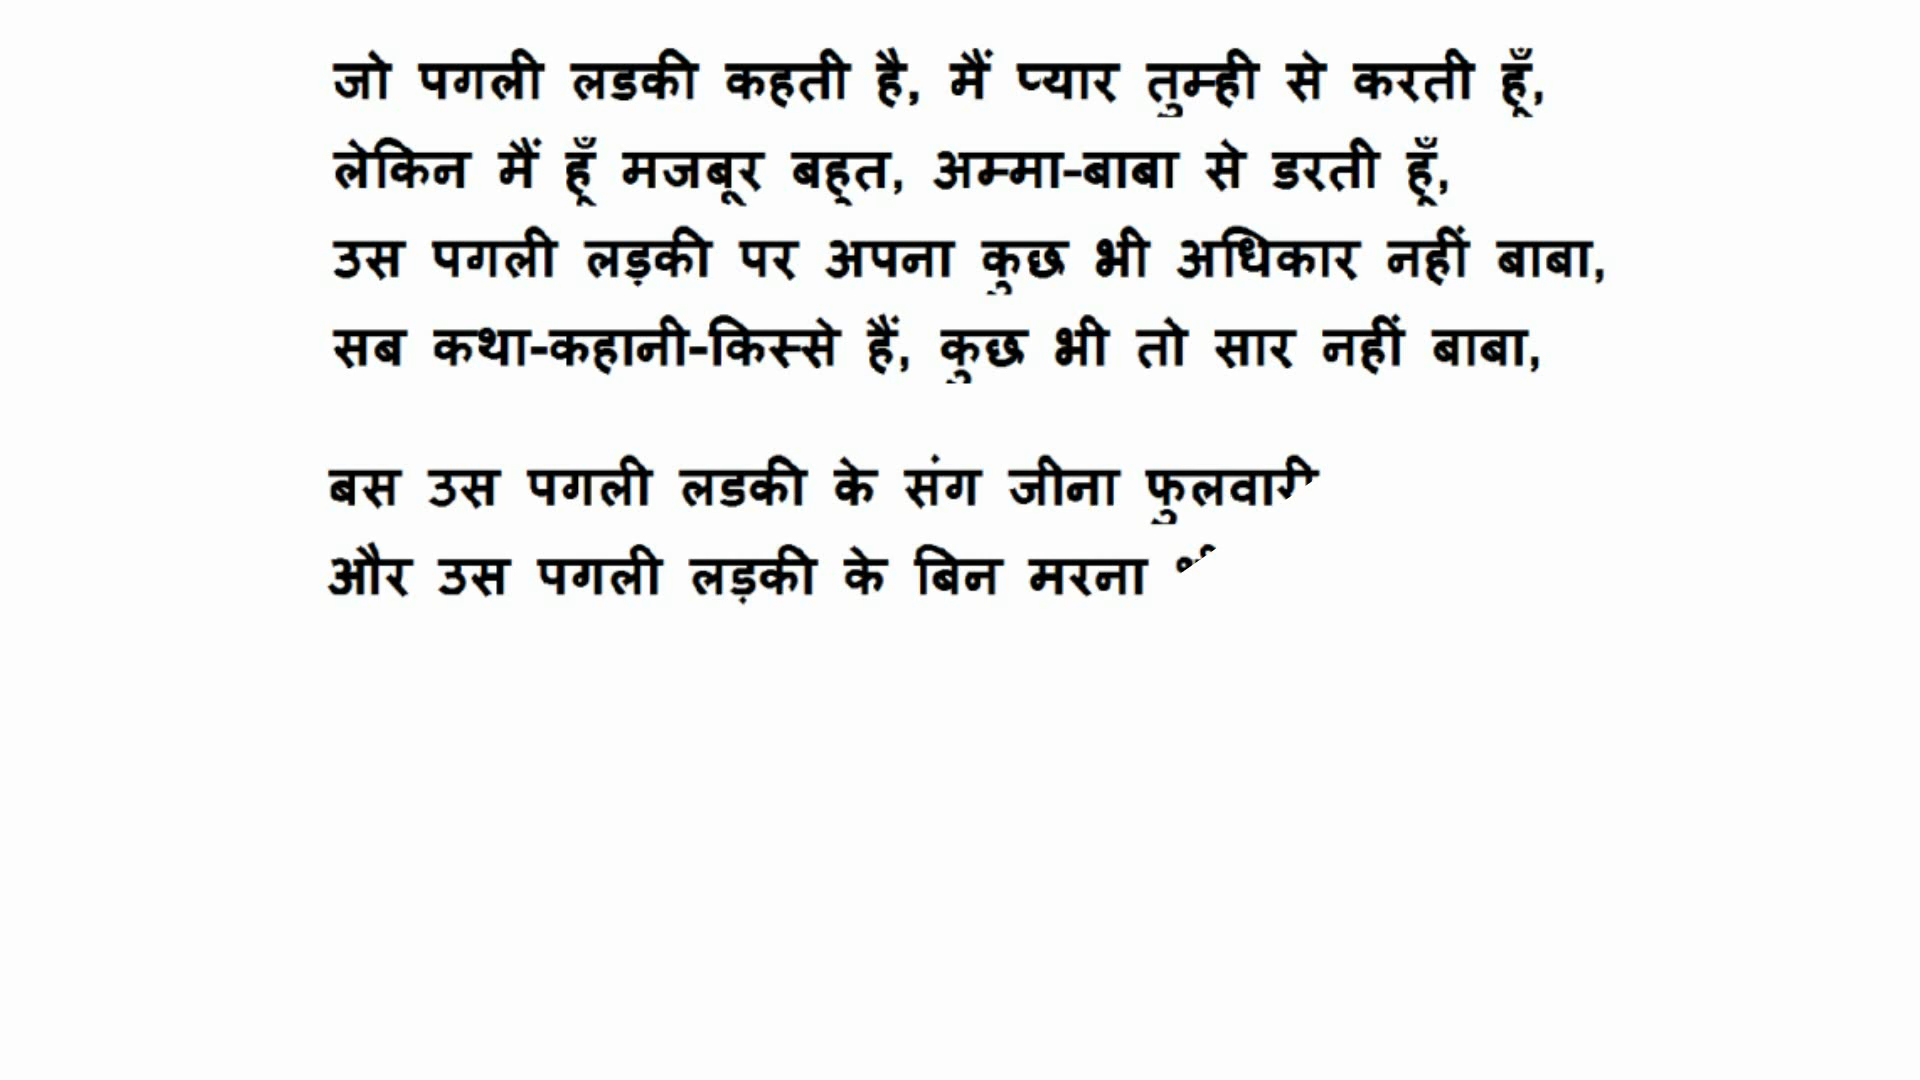 जो पगली लडकी कहती है, मैं प्यार तुम्ही से करती हूँ,
लेकिन मैं हूँ मजबूर बहुत, अम्मा-बाबा से डरती हूँ,
उस पगली लड़की पर अपना कुछ भी अधिकार नहीं बाबा,
सब कथा-कहानी-किस्से हैं, कुछ भी तो सार नहीं बाबा,
बस उस पगली लडकी के संग जीना फुलवारी
और उस पगली लड़की के बिन मरना